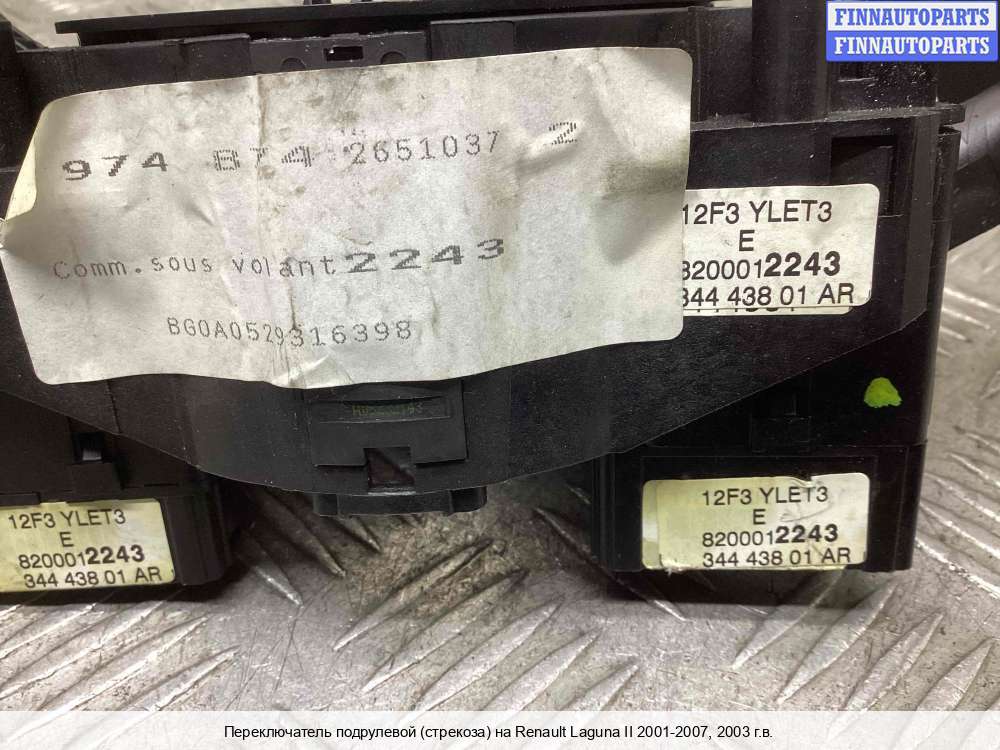 FINNAUTOPARTS
FINNAUTOPARTS
974 874 2651037 2
Comm.sous volant 2243
BG0A0529316398
12F3 YLET3
E
8200012243
344 438 01 AR
12F3 YLET3
E
8200012243
344 438 01 AR
12F3 YLET3
E
8200012243
344 438 01 AR
Переключатель подрулевой (стрекоза) на Renault Laguna II 2001-2007, 2003 г.в.